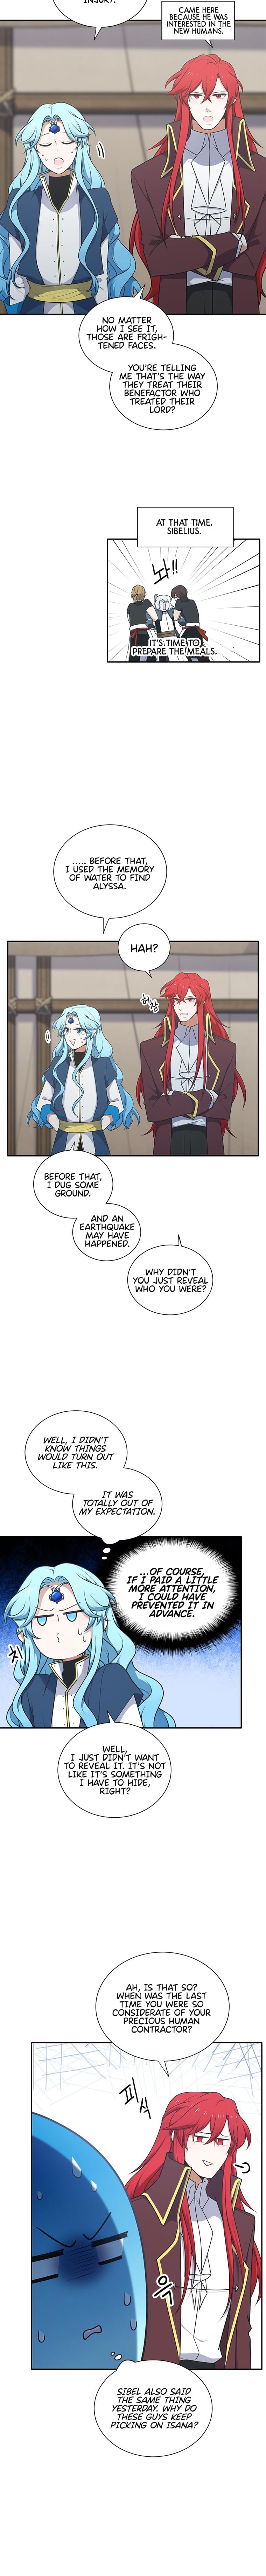 INJURY.
CAME HERE
BECAUSE HE WAS
INTERESTED IN THE
NEW HUMANS.
NO MATTER
HOW I SEE IT,
THOSE ARE FRIGH-
TENED FACES.
YOU'RE TELLING
ME THAT'S THE WAY
THEY TREAT THEIR
BENEFACTOR WHO
TREATED THEIR
LORD?
AT THAT TIME,
SIBELIUS.
IT'S TIME TO
PREPARE THE MEALS.
..... BEFORE THAT,
I USED THE MEMORY
OF WATER TO FIND
ALYSSA.
HAH?
BEFORE THAT,
I DUG SOME
GROUND.
AND AN
EARTHQUAKE
MAY HAVE
HAPPENED.
WHY DIDN'T
YOU JUST REVEAL
WHO YOU WERE?
WELL, I DIDN'T
KNOW THINGS
WOULD TURN OUT
LIKE THIS.
IT WAS
TOTALLY OUT OF
MY EXPECTATION.
...OF COURSE,
IF I PAID A LITTLE
MORE ATTENTION,
I COULD HAVE
PREVENTED IT IN
ADVANCE.
WELL,
I JUST DIDN'T WANT
TO REVEAL IT. IT'S NOT
LIKE IT'S SOMETHING
I HAVE TO HIDE,
RIGHT?
AH, IS THAT SO?
WHEN WAS THE LAST
TIME YOU WERE SO
CONSIDERATE OF YOUR
PRECIOUS HUMAN
CONTRACTOR?
피식
SIBEL ALSO SAID
THE SAME THING
YESTERDAY. WHY DO
THESE GUYS KEEP
PICKING ON ISANA?